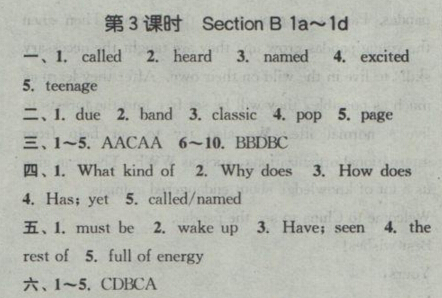 第3课时 Section B 1a～1d
一、1. called 2. heard 3. named 4. excited
5. teenage
二、1. due 2. band 3. classic 4. pop 5. page
三、1～5. AACAA 6～10. BBDBC
四、1. What kind of 2. Why does 3. How does
4. Has; yet 5. called/named
五、1. must be 2. wake up 3. Have; seen 4. the
rest of 5. full of energy
六、1～5. CDBCA